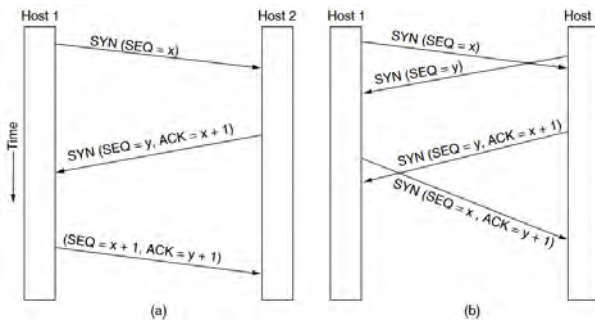 Host 1
Host 2
SYN (SEQ = x)
SYN (SEQ = y, ACK = x + 1)
(SEQ = x + 1, ACK = y + 1)
Time
(a)
Host 1
Host
SYN (SEQ = x)
SYN (SEQ = y)
SYN (SEQ = y, ACK = x + 1)
SYN (SEQ = x , ACK = y + 1)
(b)